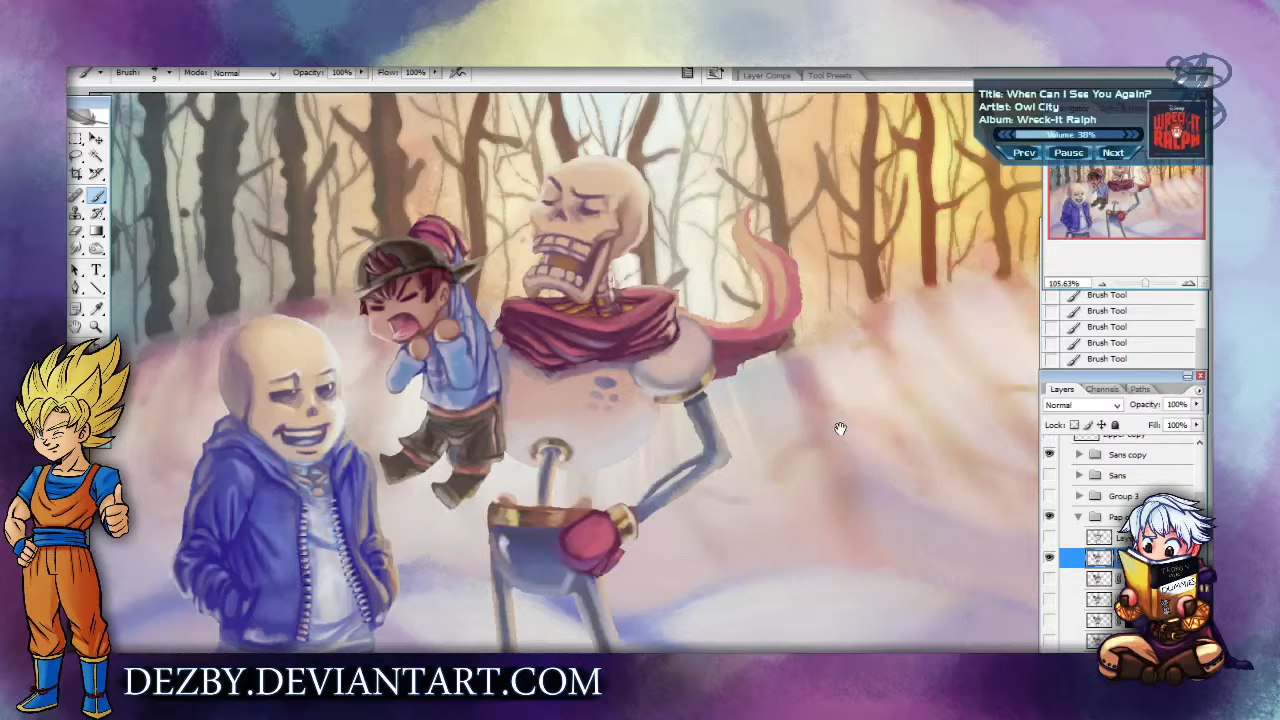 Brush: 9 Mode: Normal Opacity: 100% Flow: 100% Layer Comps Tool Presets
Title: When Can I See You Again?
Artist: Owl City
Album: Wreck-It Ralph
Volume: 38%
Prev Pause Next
WRECK-IT
RALPH
105.63%
Brush Tool
Brush Tool
Brush Tool
Brush Tool
Brush Tool
Layers Channels Paths
Normal Opacity: 100%
Lock: Fill: 100%
Sans copy
Sans
Group 3
Pap
DUMMIES
DEZBY.DEVIANTART.COM